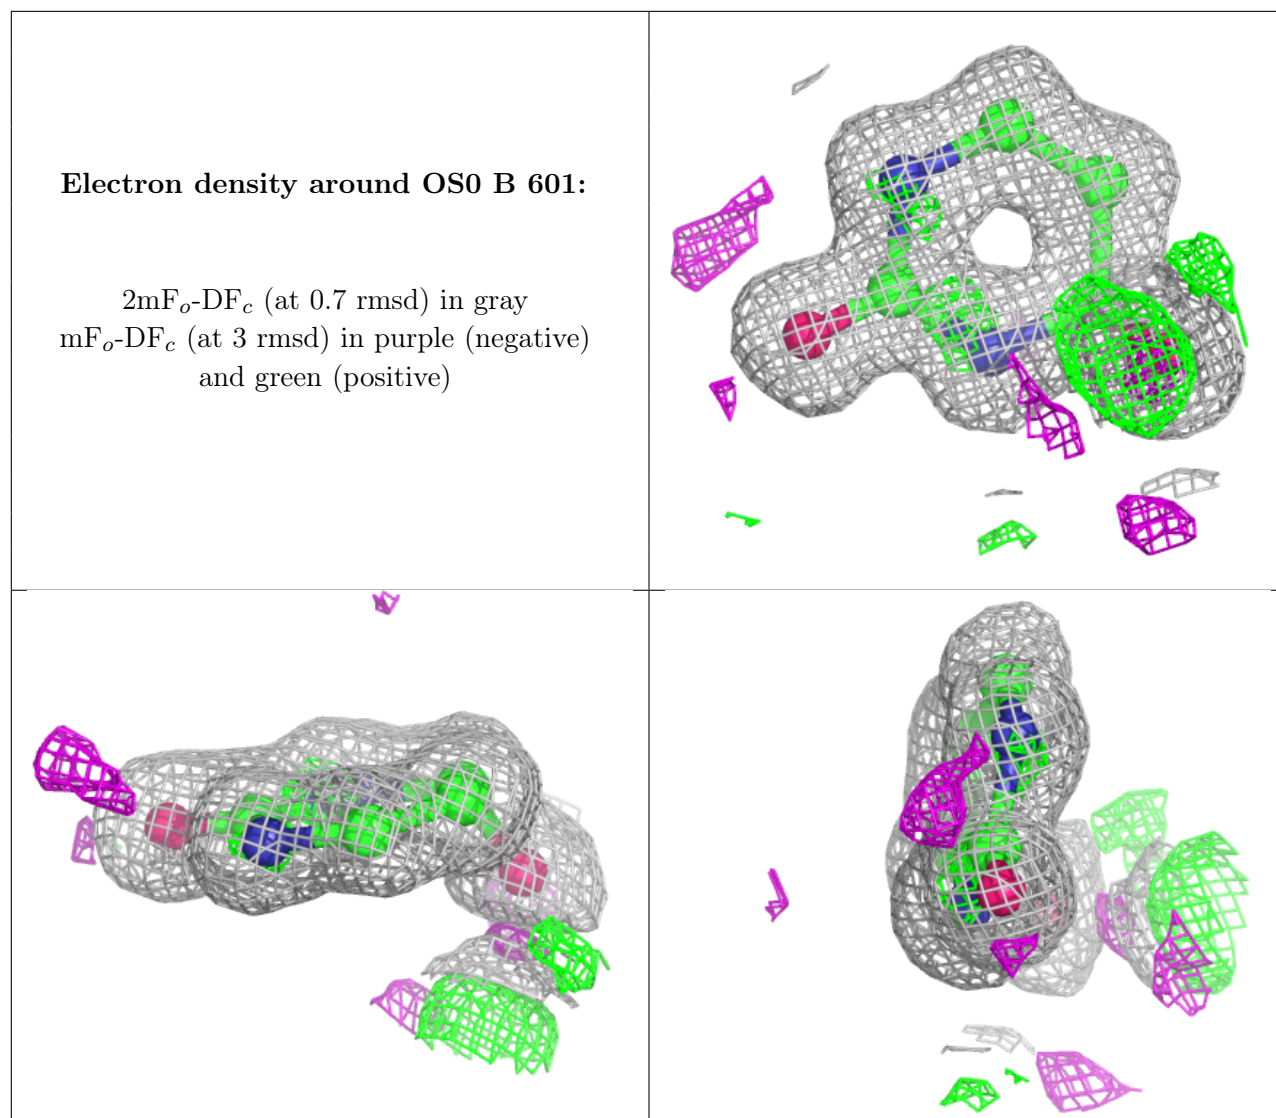 Electron density around OS0 B 601:
2mFo-DFc (at 0.7 rmsd) in gray
mFo-DFc (at 3 rmsd) in purple (negative)
and green (positive)